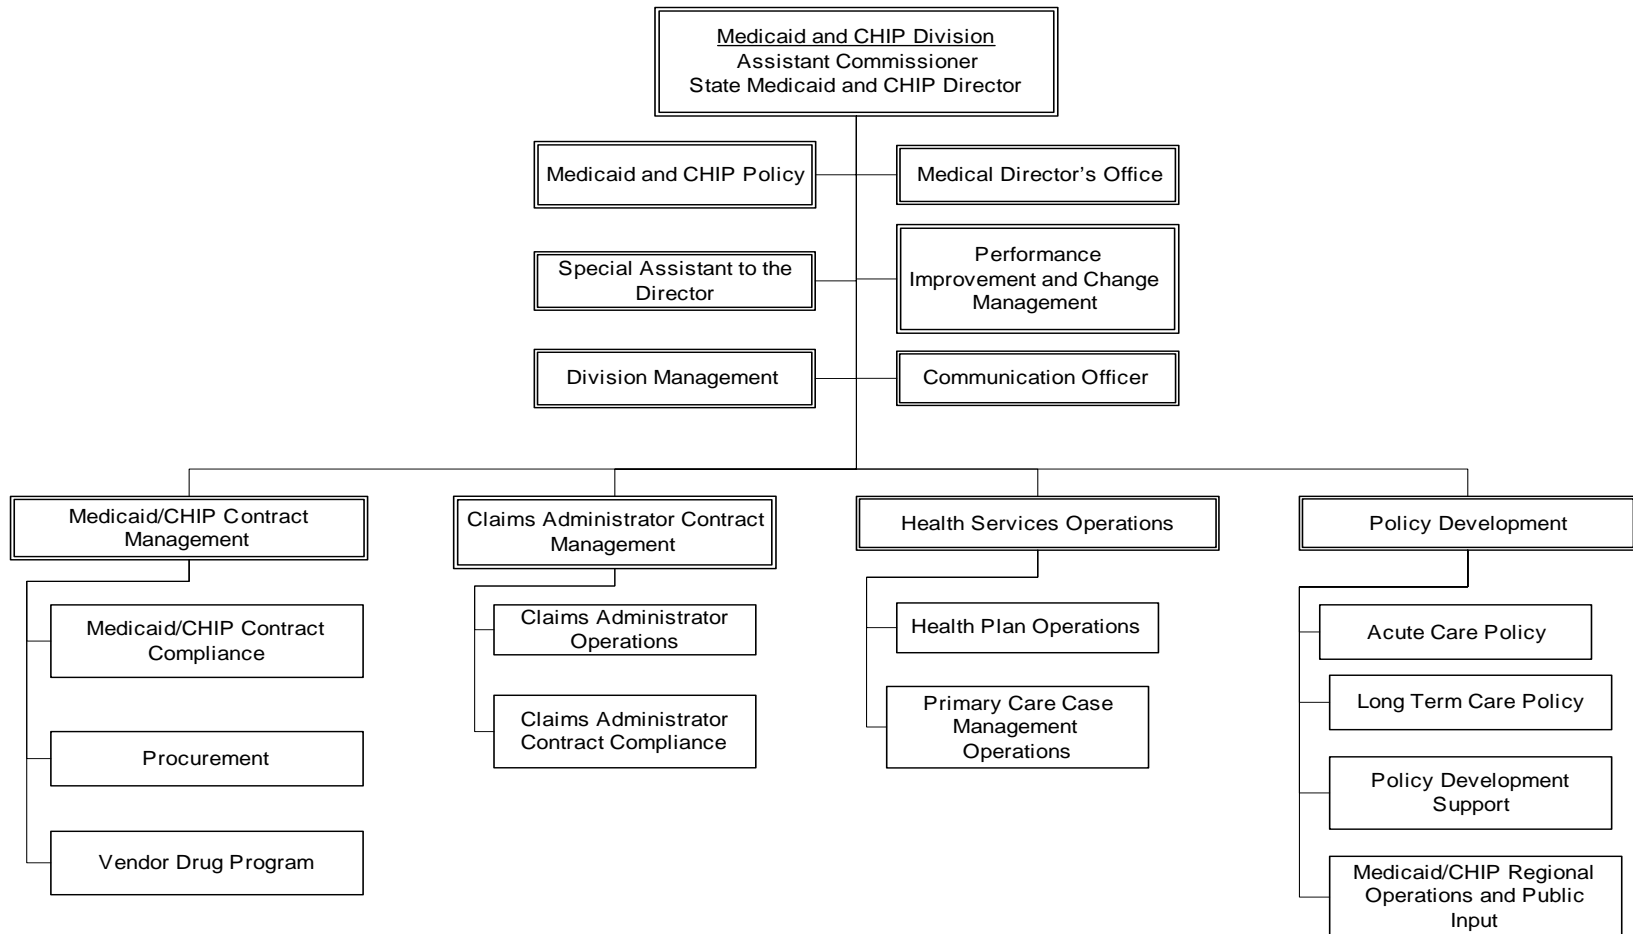 Medicaid and CHIP Division
Assistant Commissioner
State Medicaid and CHIP Director
Medicaid and CHIP Policy
Medical Director’s Office
Special Assistant to the
Director
Performance
Improvement and Change
Management
Division Management
Communication Officer
Medicaid/CHIP Contract
Management
Claims Administrator Contract
Management
Health Services Operations
Policy Development
Medicaid/CHIP Contract
Compliance
Procurement
Vendor Drug Program
Claims Administrator
Operations
Claims Administrator
Contract Compliance
Health Plan Operations
Primary Care Case
Management
Operations
Acute Care Policy
Long Term Care Policy
Policy Development
Support
Medicaid/CHIP Regional
Operations and Public
Input